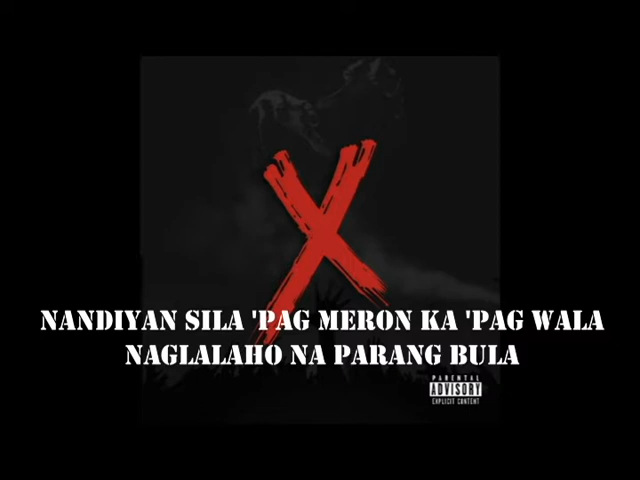 NANDIYAN SILA 'PAG MERON KA 'PAG WALA
NAGLALAHO NA PARANG BULA
PARENTAL
ADVISORY
EXPLICIT CONTENT